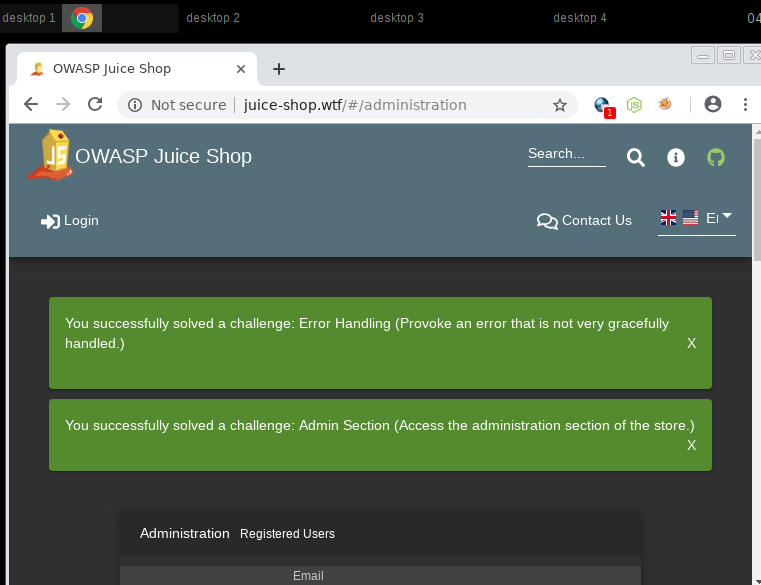 desktop 1
desktop 2
desktop 3
desktop 4
04
OWASP Juice Shop
Not secure
juice-shop.wtf/#/administration
1
JS
OWASP Juice Shop
Search...
Login
Contact Us
You successfully solved a challenge: Error Handling (Provoke an error that is not very gracefully
handled.)
X
You successfully solved a challenge: Admin Section (Access the administration section of the store.)
X
Administration
Registered Users
Email